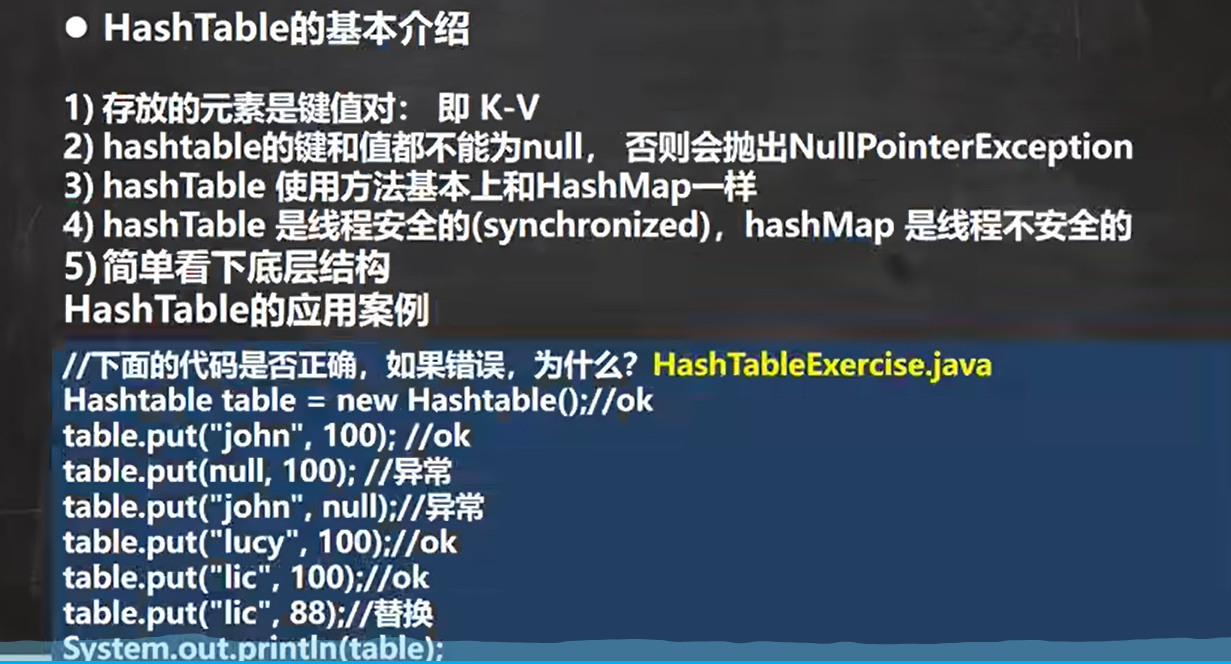 ● HashTable的基本介绍
1) 存放的元素是键值对： 即 K-V
2) hashtable的键和值都不能为null， 否则会抛出NullPointerException
3) hashTable 使用方法基本上和HashMap一样
4) hashTable 是线程安全的(synchronized)，hashMap 是线程不安全的
5) 简单看下底层结构
HashTable的应用案例
//下面的代码是否正确，如果错误，为什么？HashTableExercise.java
Hashtable table = new Hashtable();//ok
table.put("john", 100); //ok
table.put(null, 100); //异常
table.put("john", null);//异常
table.put("lucy", 100);//ok
table.put("lic", 100);//ok
table.put("lic", 88);//替换
System.out.println(table);